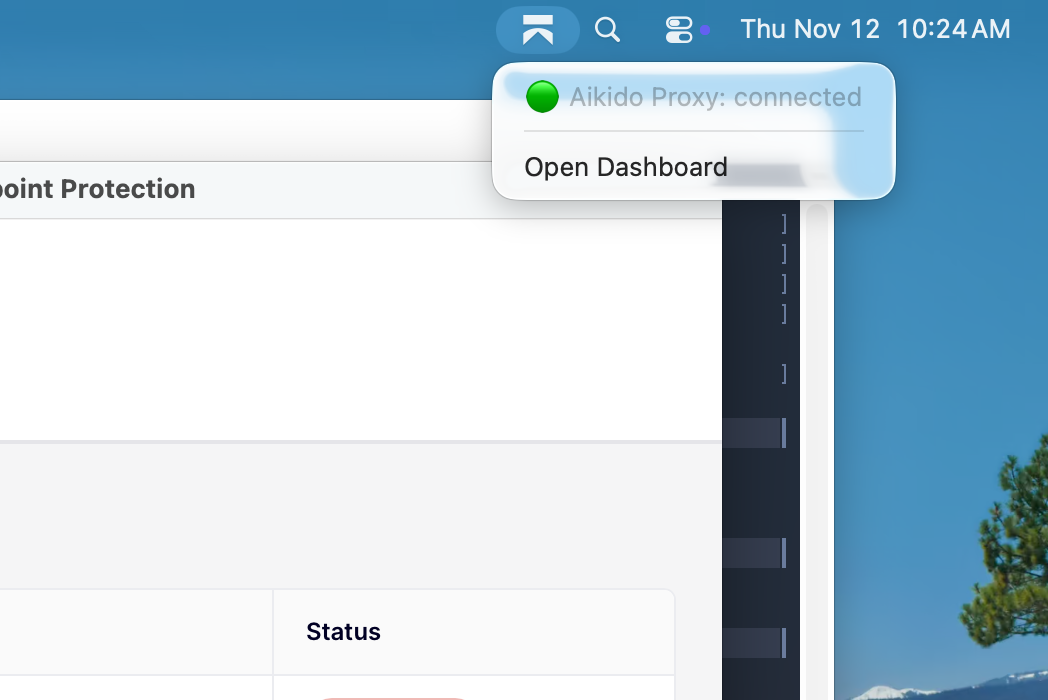 Thu Nov 12 10:24 AM
Aikido Proxy: connected
Open Dashboard
point Protection
]
]
]
]
]
Status